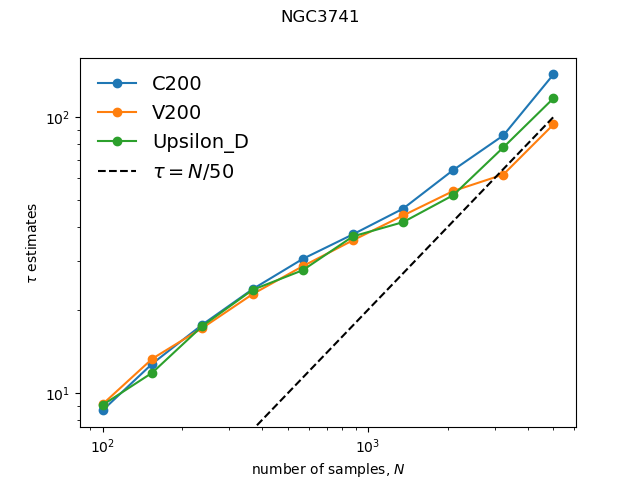 NGC3741
C200
V200
Upsilon_D
τ = N/50
10²
10¹
τ estimates
10² 10³
number of samples, N